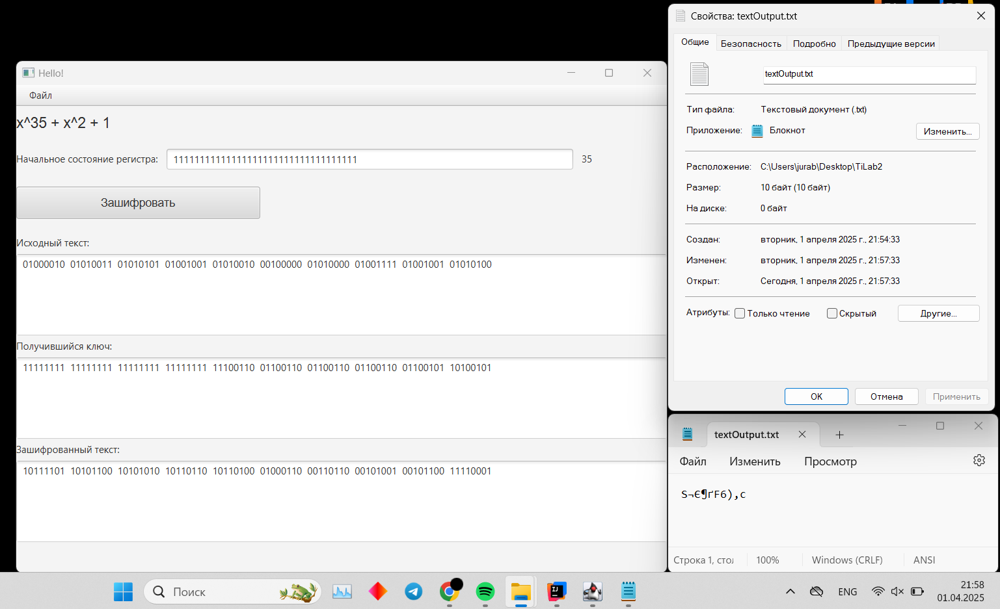 Hello!
Файл
x^35 + x^2 + 1
Начальное состояние регистра: 11111111111111111111111111111111111 35
Зашифровать
Исходный текст:
01000010 01010011 01010101 01001001 01010010 00100000 01010000 01001111 01001001 01010100
Получившийся ключ:
11111111 11111111 11111111 11111111 11100110 01100110 01100110 01100110 01100101 10100101
Зашифрованный текст:
10111101 10101100 10101010 10110110 10110100 01000110 00110110 00101001 00101100 11110001
Свойства: textOutput.txt
Общие Безопасность Подробно Предыдущие версии
textOutput.txt
Тип файла: Текстовый документ (.txt)
Приложение: Блокнот Изменить...
Расположение: C:\Users\jurab\Desktop\TiLab2
Размер: 10 байт (10 байт)
На диске: 0 байт
Создан: вторник, 1 апреля 2025 г., 21:54:33
Изменен: вторник, 1 апреля 2025 г., 21:57:33
Открыт: Сегодня, 1 апреля 2025 г., 21:57:33
Атрибуты: Только чтение Скрытый Другие...
ОК Отмена Применить
textOutput.txt
Файл Изменить Просмотр
Ѕ¬Є¶ґF6),с
Строка 1, 100% Windows (CRLF) ANSI
Поиск
ENG
21:58
01.04.2025